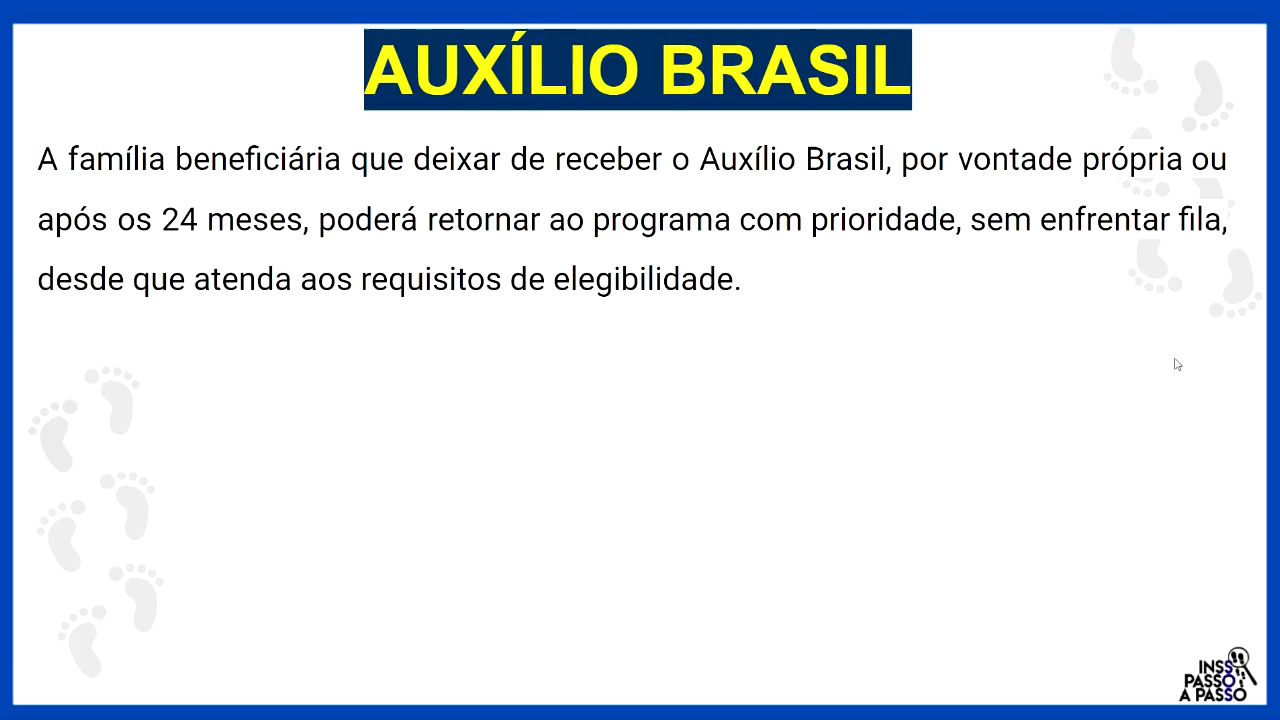 AUXÍLIO BRASIL
A família beneficiária que deixar de receber o Auxílio Brasil, por vontade própria ou
após os 24 meses, poderá retornar ao programa com prioridade, sem enfrentar fila,
desde que atenda aos requisitos de elegibilidade.
INSS
PASSO
A PASSO